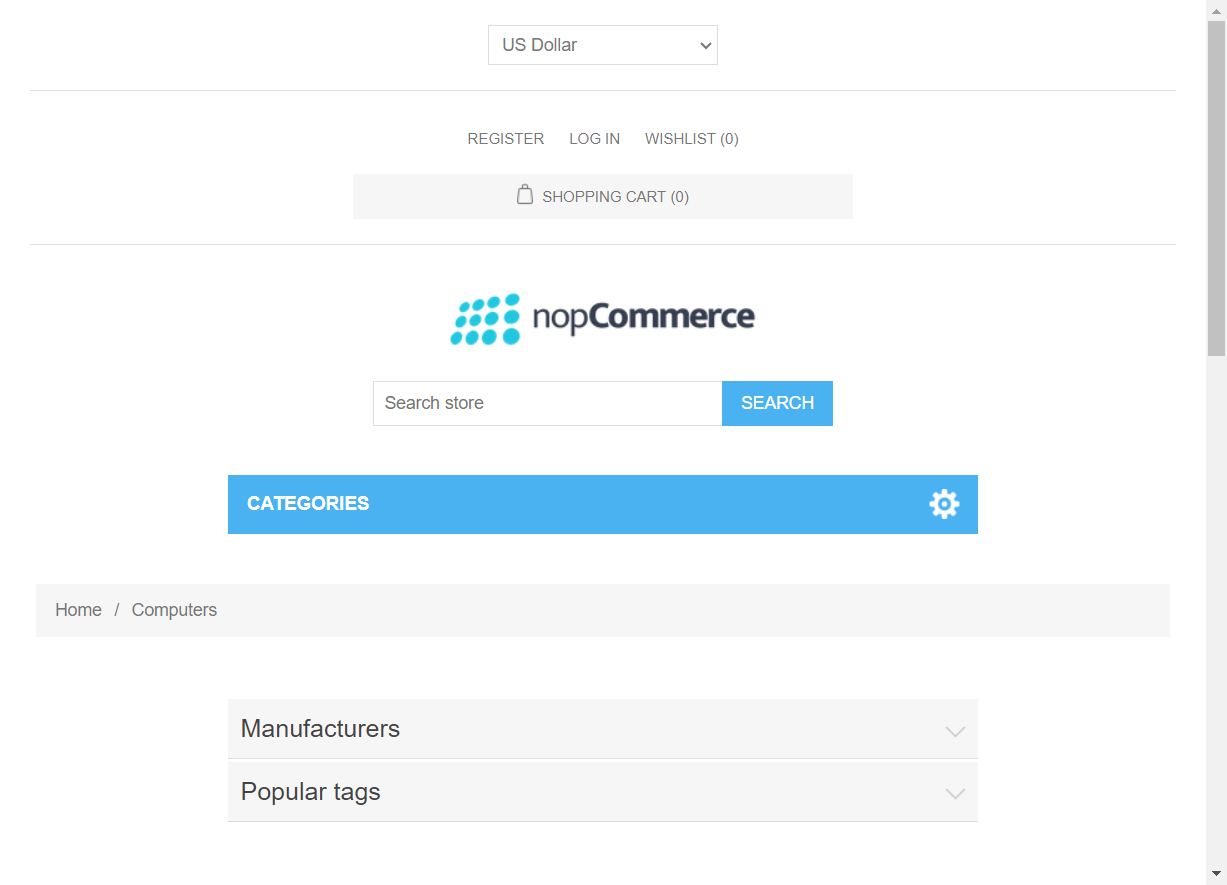 US Dollar
REGISTER LOG IN WISHLIST (0)
SHOPPING CART (0)
nopCommerce
Search store SEARCH
CATEGORIES
Home / Computers
Manufacturers
Popular tags